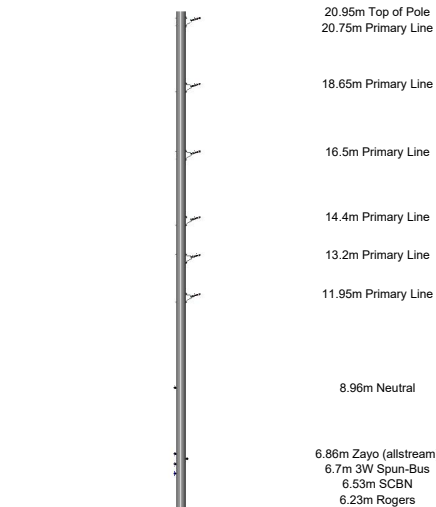 20.95m Top of Pole
20.75m Primary Line
18.65m Primary Line
16.5m Primary Line
14.4m Primary Line
13.2m Primary Line
11.95m Primary Line
8.96m Neutral
6.86m Zayo (allstream
6.7m 3W Spun-Bus
6.53m SCBN
6.23m Rogers